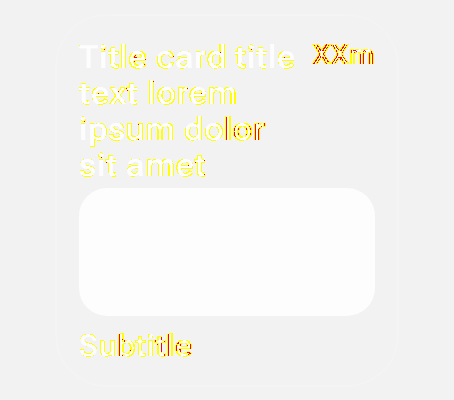 Title card title XXm
text lorem
ipsum dolor
sit amet
Subtitle